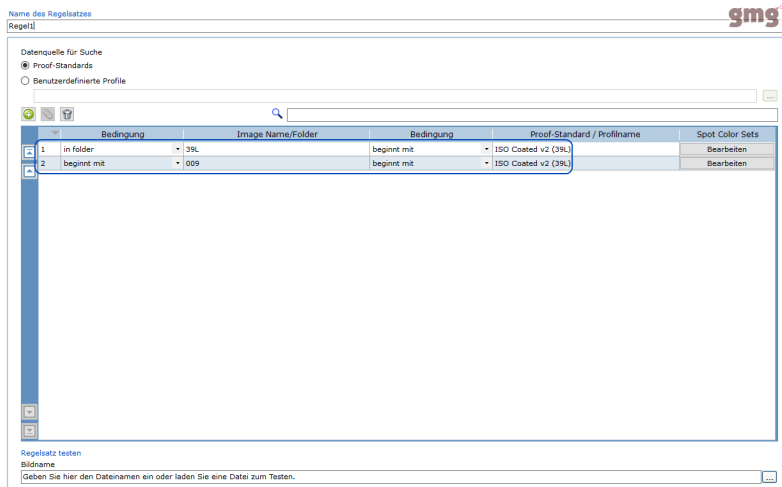 Name des Regelsatzes
gmg
Regel1
Datenquelle für Suche
Proof-Standards
Benutzerdefinierte Profile
...
Bedingung Image Name/Folder Bedingung Proof-Standard / Profilname Spot Color Sets
1 in folder 39L beginnt mit ISO Coated v2 (39L) Bearbeiten
2 beginnt mit 009 beginnt mit ISO Coated v2 (39L) Bearbeiten
Regelsatz testen
Bildname
Geben Sie hier den Dateinamen ein oder laden Sie eine Datei zum Testen. ...